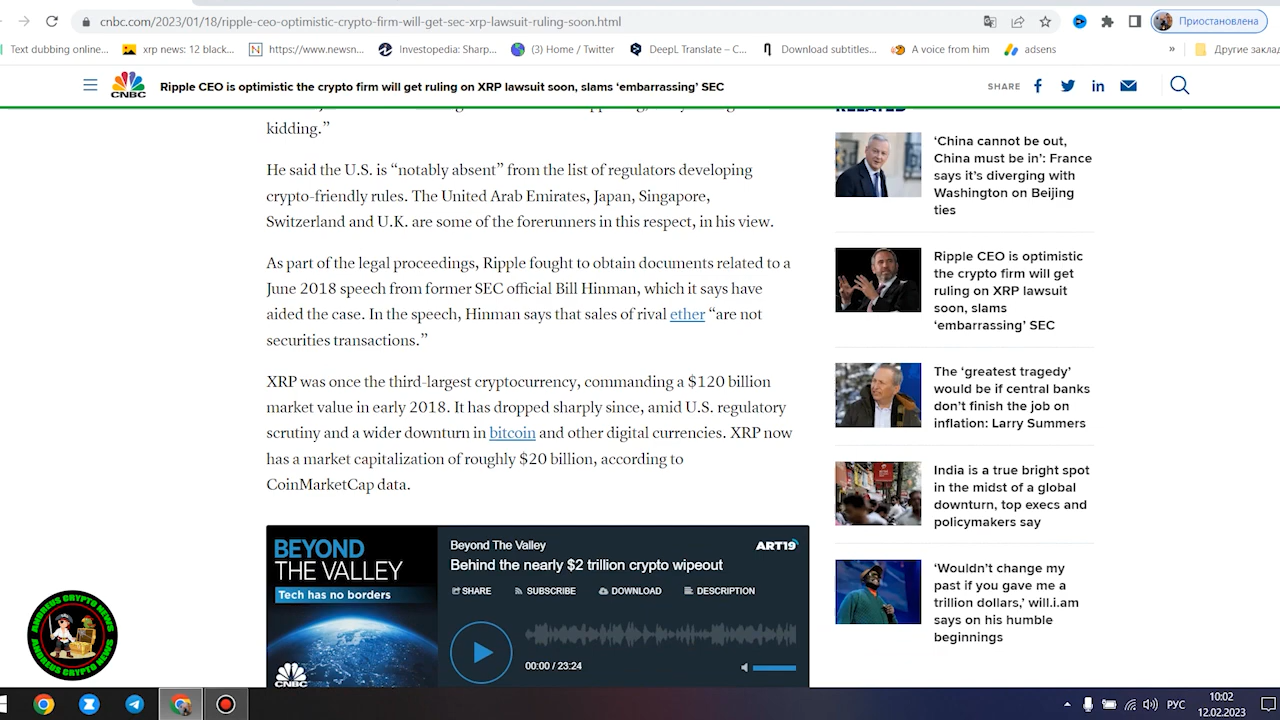 cnbc.com/2023/01/18/ripple-ceo-optimistic-crypto-firm-will-get-sec-xrp-lawsuit-ruling-soon.html
Приостановлена
Text dubbing online...
xrp news: 12 black...
https://www.newsn...
Investopedia: Sharp...
(3) Home / Twitter
DeepL Translate – C...
Download subtitles...
A voice from him
adsens
»
Другие заклад
CNBC
Ripple CEO is optimistic the crypto firm will get ruling on XRP lawsuit soon, slams ‘embarrassing’ SEC
SHARE
kidding.”
He said the U.S. is “notably absent” from the list of regulators developing
crypto-friendly rules. The United Arab Emirates, Japan, Singapore,
Switzerland and U.K. are some of the forerunners in this respect, in his view.
As part of the legal proceedings, Ripple fought to obtain documents related to a
June 2018 speech from former SEC official Bill Hinman, which it says have
aided the case. In the speech, Hinman says that sales of rival ether “are not
securities transactions.”
XRP was once the third-largest cryptocurrency, commanding a $120 billion
market value in early 2018. It has dropped sharply since, amid U.S. regulatory
scrutiny and a wider downturn in bitcoin and other digital currencies. XRP now
has a market capitalization of roughly $20 billion, according to
CoinMarketCap data.
BEYOND
THE VALLEY
Tech has no borders
CNBC
Beyond The Valley
ART19
Behind the nearly $2 trillion crypto wipeout
SHARE
SUBSCRIBE
DOWNLOAD
DESCRIPTION
00:00 / 23:24
RELATED
‘China cannot be out,
China must be in’: France
says it’s diverging with
Washington on Beijing
ties
Ripple CEO is optimistic
the crypto firm will get
ruling on XRP lawsuit
soon, slams
‘embarrassing’ SEC
The ‘greatest tragedy’
would be if central banks
don’t finish the job on
inflation: Larry Summers
India is a true bright spot
in the midst of a global
downturn, top execs and
policymakers say
‘Wouldn’t change my
past if you gave me a
trillion dollars,’ will.i.am
says on his humble
beginnings
ANDREUS CRYPTO NEWS
ANDREUS CRYPTO NEWS
РУС
10:02
12.02.2023